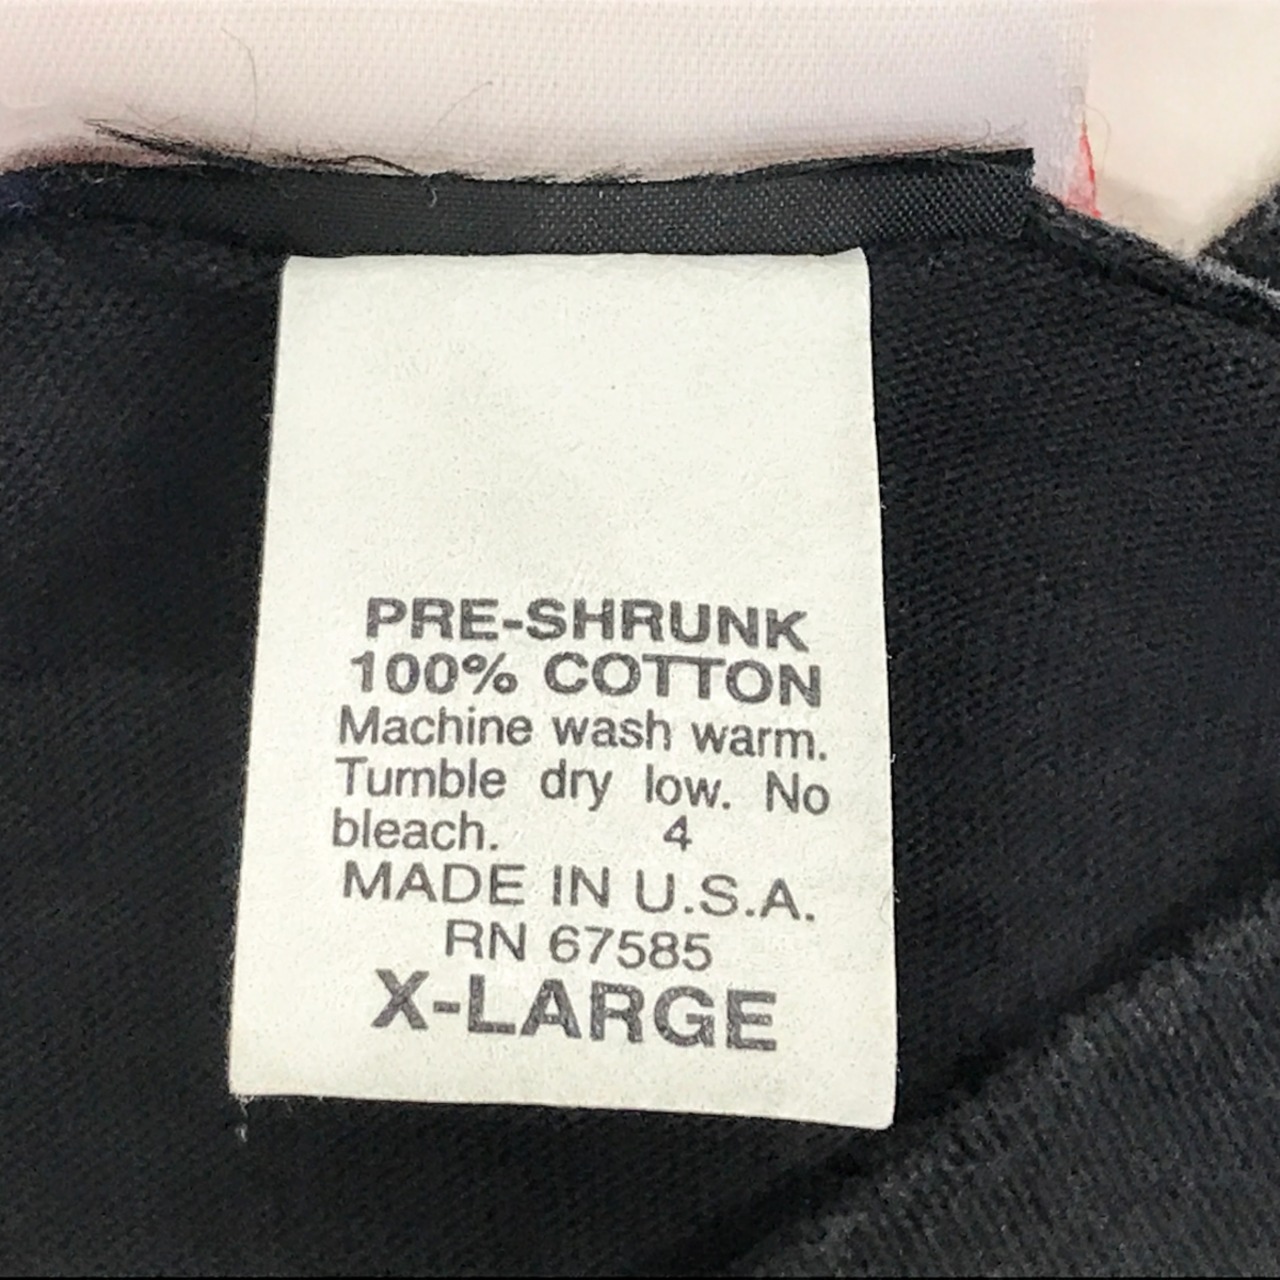 PRE-SHRUNK
100% COTTON
Machine wash warm.
Tumble dry low. No
bleach. 4
MADE IN U.S.A.
RN 67585
X-LARGE